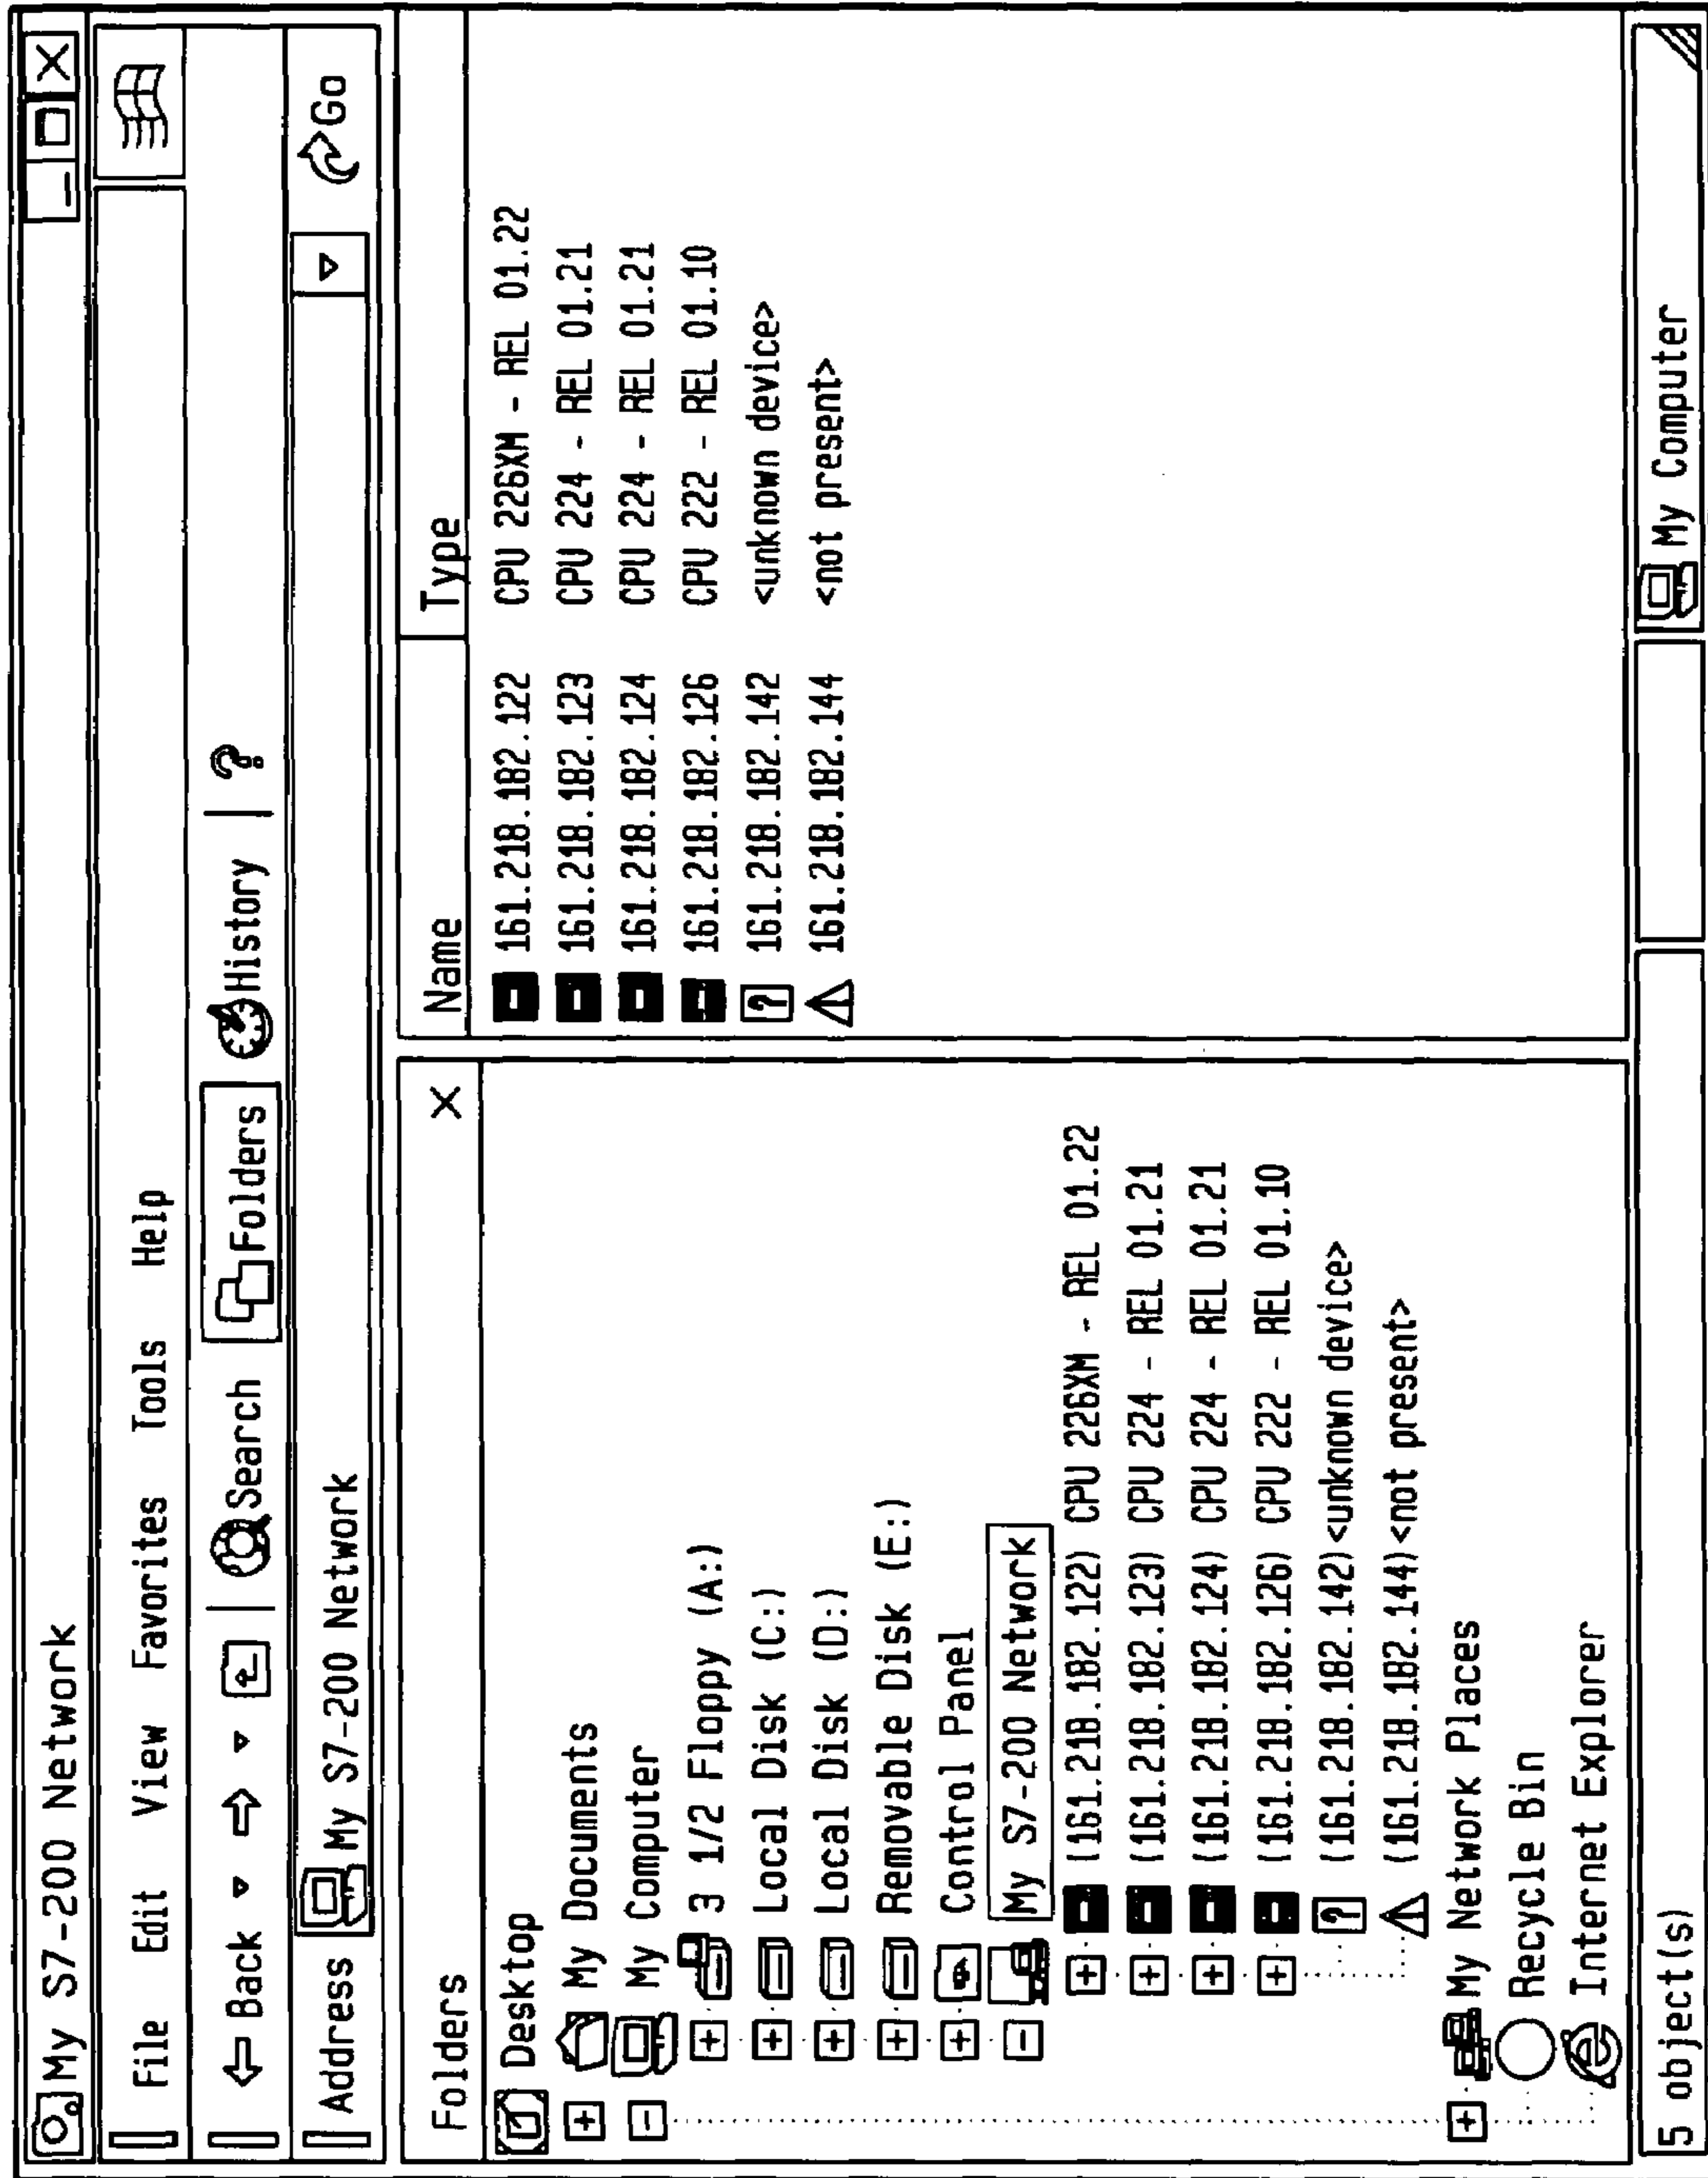 My S7-200 Network
File Edit View Favorites Tools Help
Back Search Folders History ?
Address My S7-200 Network Go
Folders X
Desktop
My Documents
My Computer
3 1/2 Floppy (A:)
Local Disk (C:)
Local Disk (D:)
Removable Disk (E:)
Control Panel
My S7-200 Network
(161.218.182.122) CPU 226XM - REL 01.22
(161.218.182.123) CPU 224 - REL 01.21
(161.218.182.124) CPU 224 - REL 01.21
(161.218.182.126) CPU 222 - REL 01.10
(161.218.182.142)<unknown device>
(161.218.182.144)<not present>
My Network Places
Recycle Bin
Internet Explorer
Name Type
161.218.182.122 CPU 226XM - REL 01.22
161.218.182.123 CPU 224 - REL 01.21
161.218.182.124 CPU 224 - REL 01.21
161.218.182.126 CPU 222 - REL 01.10
161.218.182.142 <unknown device>
161.218.182.144 <not present>
5 object(s) My Computer